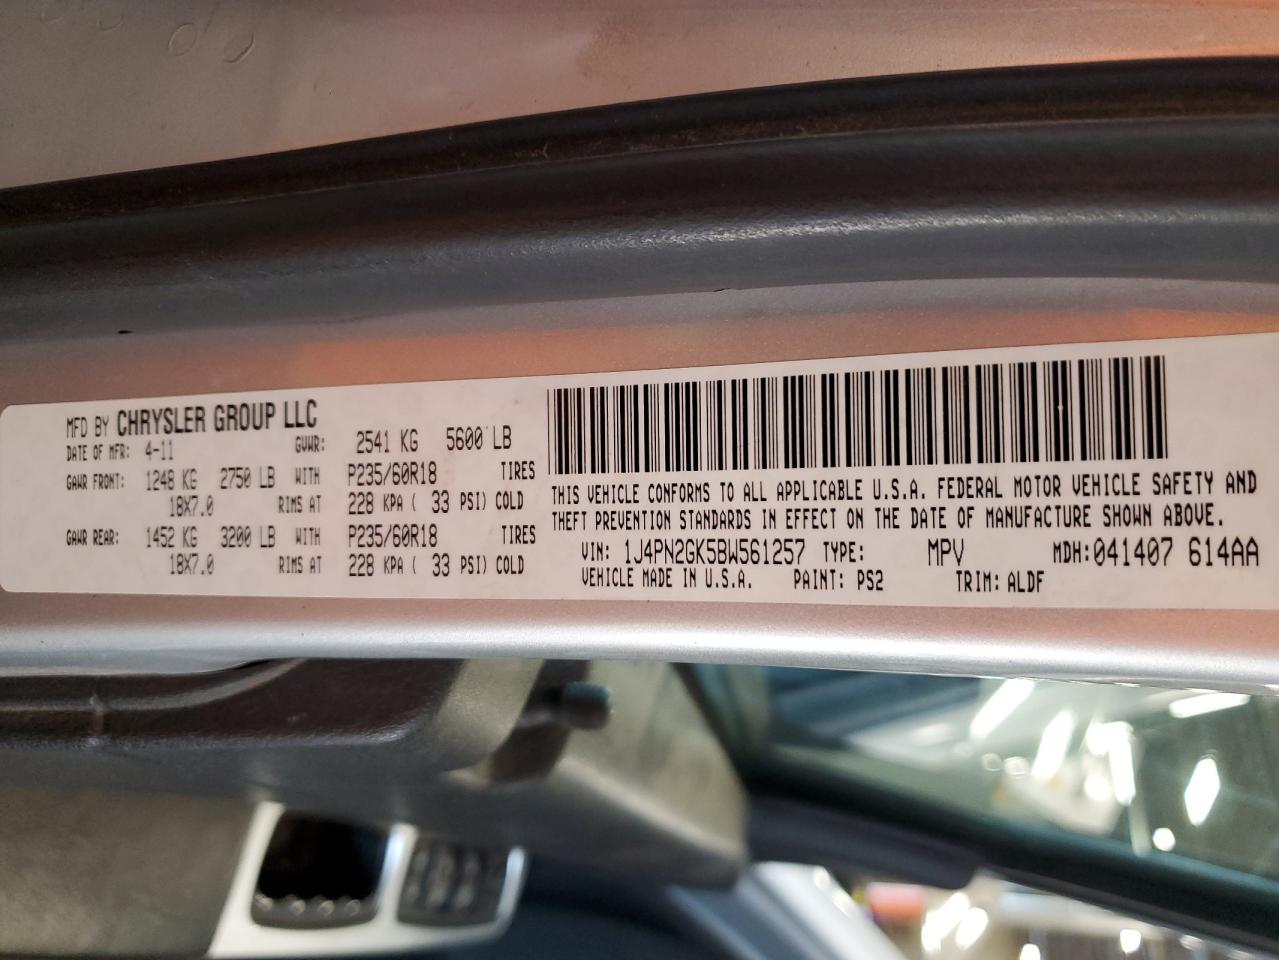 MFD BY CHRYSLER GROUP LLC
DATE OF MFR: 4-11 GVWR: 2541 KG 5600 LB
GAWR FRONT: 1248 KG 2750 LB WITH P235/60R18 TIRES
18X7.0 RIMS AT 228 KPA ( 33 PSI) COLD
GAWR REAR: 1452 KG 3200 LB WITH P235/60R18 TIRES
18X7.0 RIMS AT 228 KPA ( 33 PSI) COLD
THIS VEHICLE CONFORMS TO ALL APPLICABLE U.S.A. FEDERAL MOTOR VEHICLE SAFETY AND
THEFT PREVENTION STANDARDS IN EFFECT ON THE DATE OF MANUFACTURE SHOWN ABOVE.
VIN: 1J4PN2GK5BW561257 TYPE: MPV MDH:041407 614AA
VEHICLE MADE IN U.S.A. PAINT: PS2 TRIM: ALDF